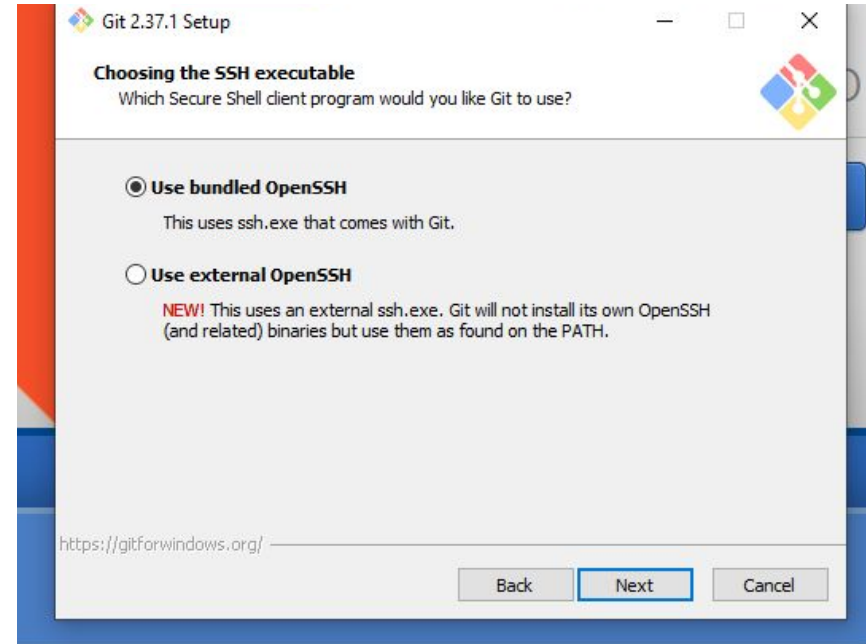 Git 2.37.1 Setup
Choosing the SSH executable
Which Secure Shell client program would you like Git to use?
Use bundled OpenSSH
This uses ssh.exe that comes with Git.
Use external OpenSSH
NEW! This uses an external ssh.exe. Git will not install its own OpenSSH
(and related) binaries but use them as found on the PATH.
https://gitforwindows.org/
Back Next Cancel